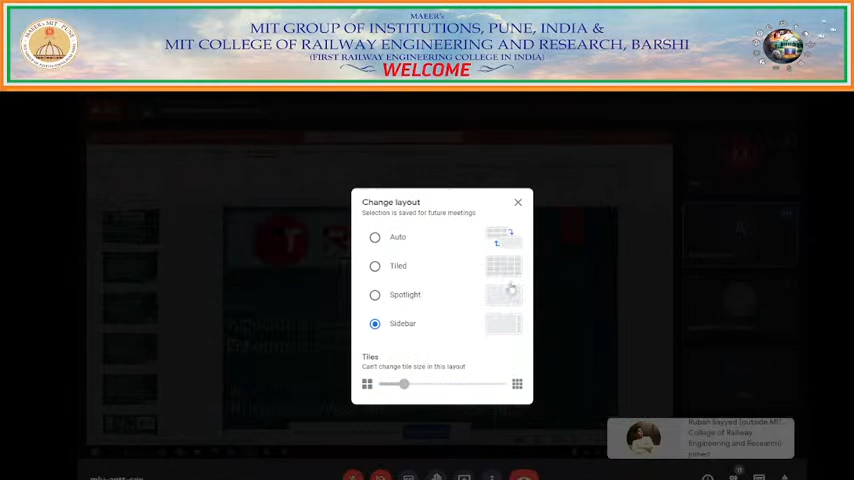 MAEER's
MIT GROUP OF INSTITUTIONS, PUNE, INDIA &
MIT COLLEGE OF RAILWAY ENGINEERING AND RESEARCH, BARSHI
(FIRST RAILWAY ENGINEERING COLLEGE IN INDIA)
WELCOME
Change layout
Selection is saved for future meetings
Auto
Tiled
Spotlight
Sidebar
Tiles
Can't change tile size in this layout
Ruban Sayyed (outside MIT
College of Railway
Engineering and Research)
joined